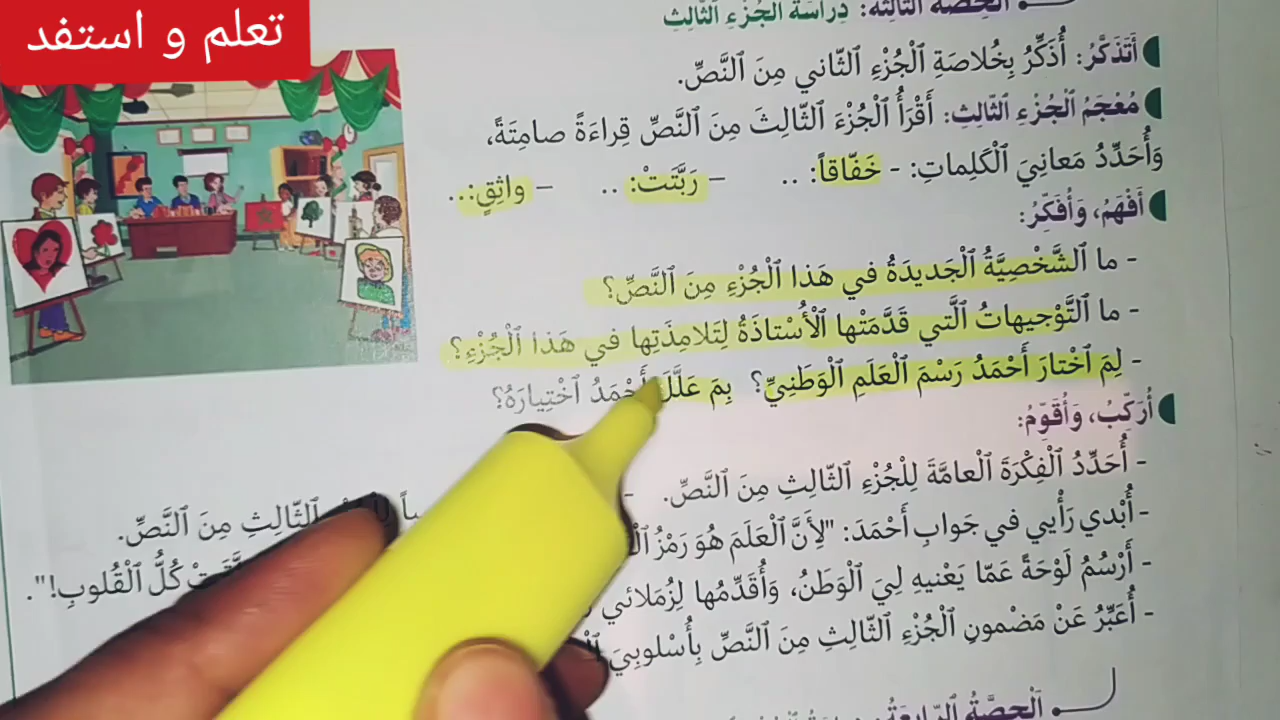 تعلم و استفد
اَلْحِصَّةُ الثَّالِثَةُ: دِراسَةُ الْجُزْءِ الثّالِثِ
أَتَذَكَّرُ: أُذَكِّرُ بِخُلاصَةِ الْجُزْءِ الثّاني مِنَ النَّصِّ.
مُعْجَمُ الْجُزْءِ الثّالِثِ: أَقْرَأُ الْجُزْءَ الثّالِثَ مِنَ النَّصِّ قِراءَةً صامِتَةً،
وَأُحَدِّدُ مَعانِيَ الْكَلِماتِ: - خَفّاقاً: .. – رَبَّتَتْ: .. – واثِقٍ: ..
أَفْهَمُ، وَأُفَكِّرُ:
- ما الشَّخْصِيَّةُ الْجَديدَةُ في هَذا الْجُزْءِ مِنَ النَّصِّ؟
- ما التَّوْجيهاتُ الَّتي قَدَّمَتْها الْأُسْتاذَةُ لِتَلامِذَتِها في هَذا الْجُزْءِ؟
- لِمَ اخْتارَ أَحْمَدُ رَسْمَ الْعَلَمِ الْوَطَنِيِّ؟ بِمَ عَلَّلَ أَحْمَدُ اخْتِيارَهُ؟
أُرَكِّبُ، وَأُقَوِّمُ:
- أُحَدِّدُ الْفِكْرَةَ الْعامَّةَ لِلْجُزْءِ الثّالِثِ مِنَ النَّصِّ. - الثّالِثِ مِنَ النَّصِّ.
- أُبْدي رَأْيي في جَوابِ أَحْمَدَ: "لِأَنَّ الْعَلَمَ هُوَ رَمْزُ كُلُّ الْقُلوبِ!".
- أَرْسُمُ لَوْحَةً عَمّا يَعْنيهِ لِيَ الْوَطَنُ، وَأُقَدِّمُها لِزُمَلائي
- أُعَبِّرُ عَنْ مَضْمونِ الْجُزْءِ الثّالِثِ مِنَ النَّصِّ بِأُسْلوبِيَ
اَلْحِصَّةُ الرّابِعَةُ: